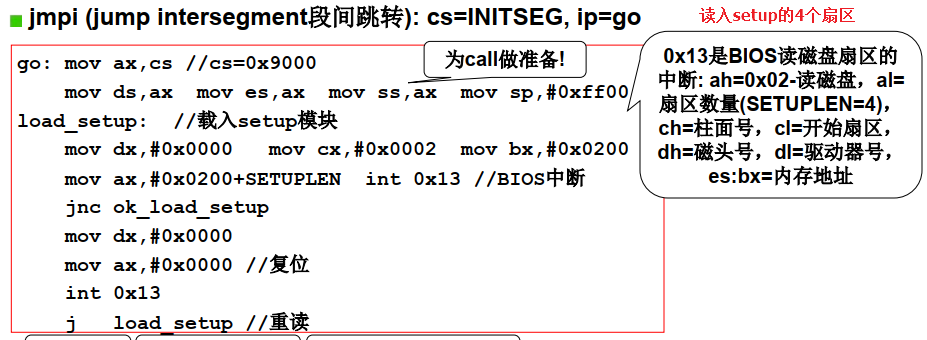 jmpi (jump intersegment段间跳转): cs=INITSEG, ip=go
读入setup的4个扇区
go: mov ax,cs //cs=0x9000
为call做准备!
mov ds,ax mov es,ax mov ss,ax mov sp,#0xff00
load_setup: //载入setup模块
mov dx,#0x0000 mov cx,#0x0002 mov bx,#0x0200
mov ax,#0x0200+SETUPLEN int 0x13 //BIOS中断
jnc ok_load_setup
mov dx,#0x0000
mov ax,#0x0000 //复位
int 0x13
j load_setup //重读
0x13是BIOS读磁盘扇区的
中断: ah=0x02-读磁盘，al=
扇区数量(SETUPLEN=4)，
ch=柱面号，cl=开始扇区，
dh=磁头号，dl=驱动器号，
es:bx=内存地址